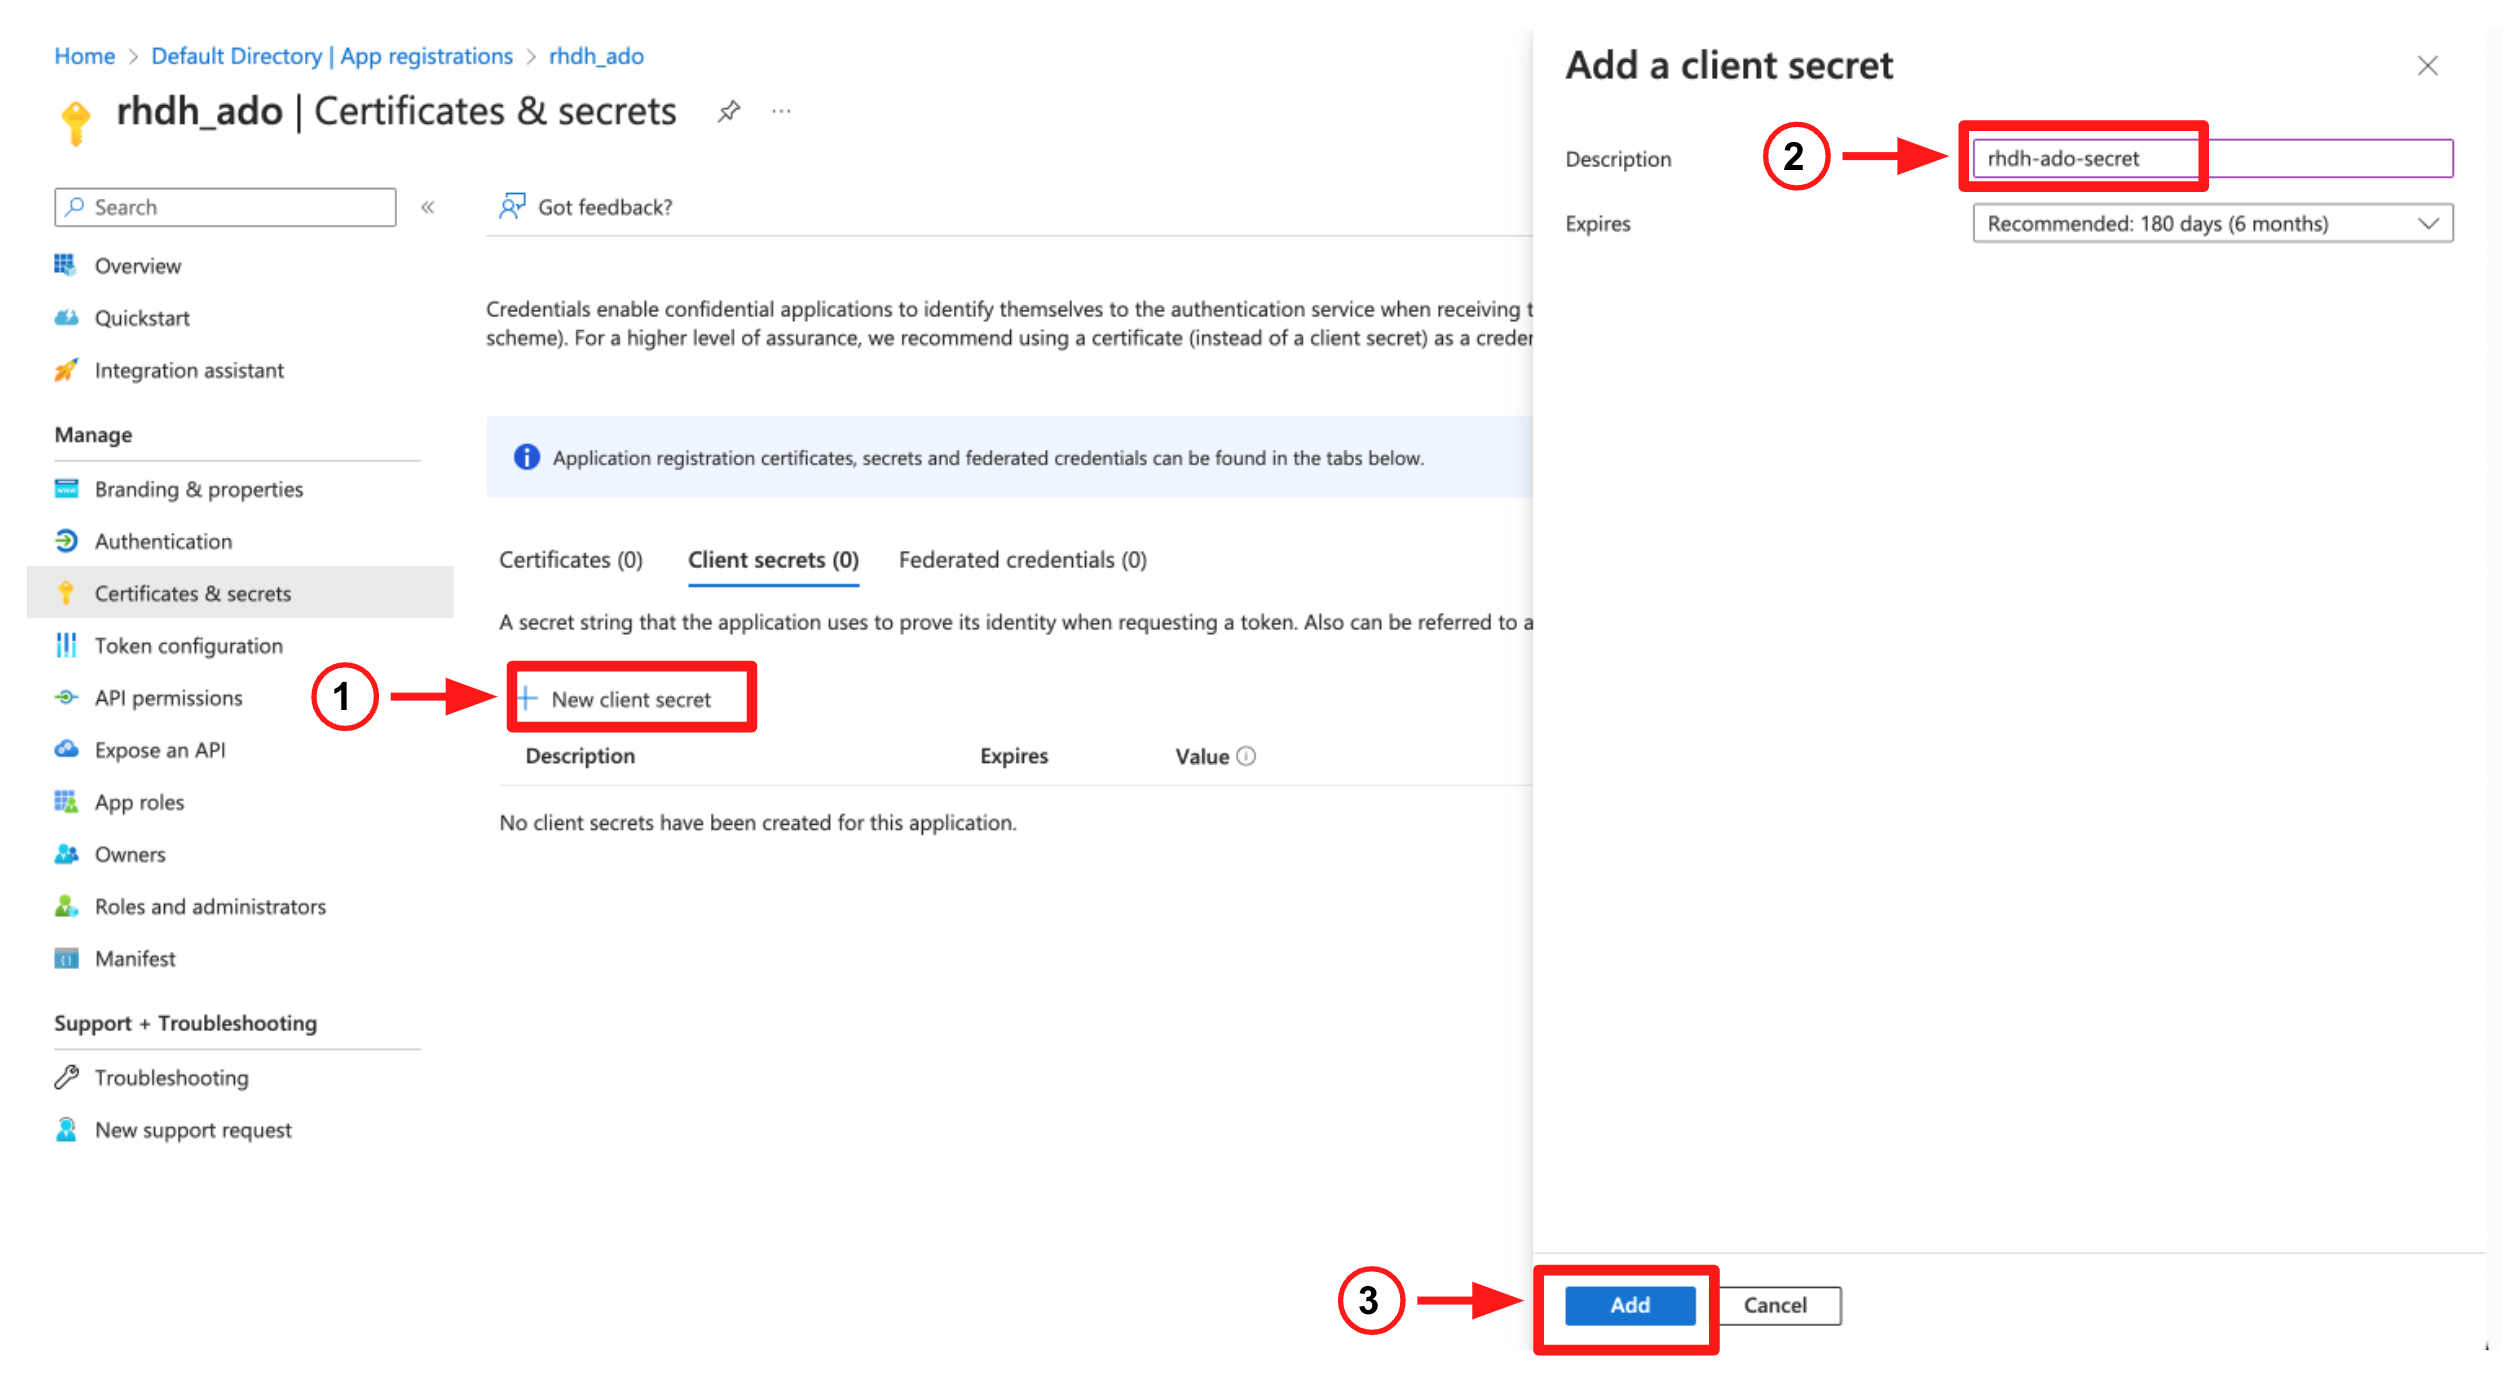 Home > Default Directory | App registrations > rhdh_ado
rhdh_ado | Certificates & secrets
Search
Overview
Quickstart
Integration assistant
Manage
Branding & properties
Authentication
Certificates & secrets
Token configuration
API permissions
Expose an API
App roles
Owners
Roles and administrators
Manifest
Support + Troubleshooting
Troubleshooting
New support request
Got feedback?
Credentials enable confidential applications to identify themselves to the authentication service when receiving t
scheme). For a higher level of assurance, we recommend using a certificate (instead of a client secret) as a creder
Application registration certificates, secrets and federated credentials can be found in the tabs below.
Certificates (0) Client secrets (0) Federated credentials (0)
A secret string that the application uses to prove its identity when requesting a token. Also can be referred to a
1 New client secret
Description Expires Value
No client secrets have been created for this application.
Add a client secret
Description 2 rhdh-ado-secret
Expires Recommended: 180 days (6 months)
3 Add Cancel